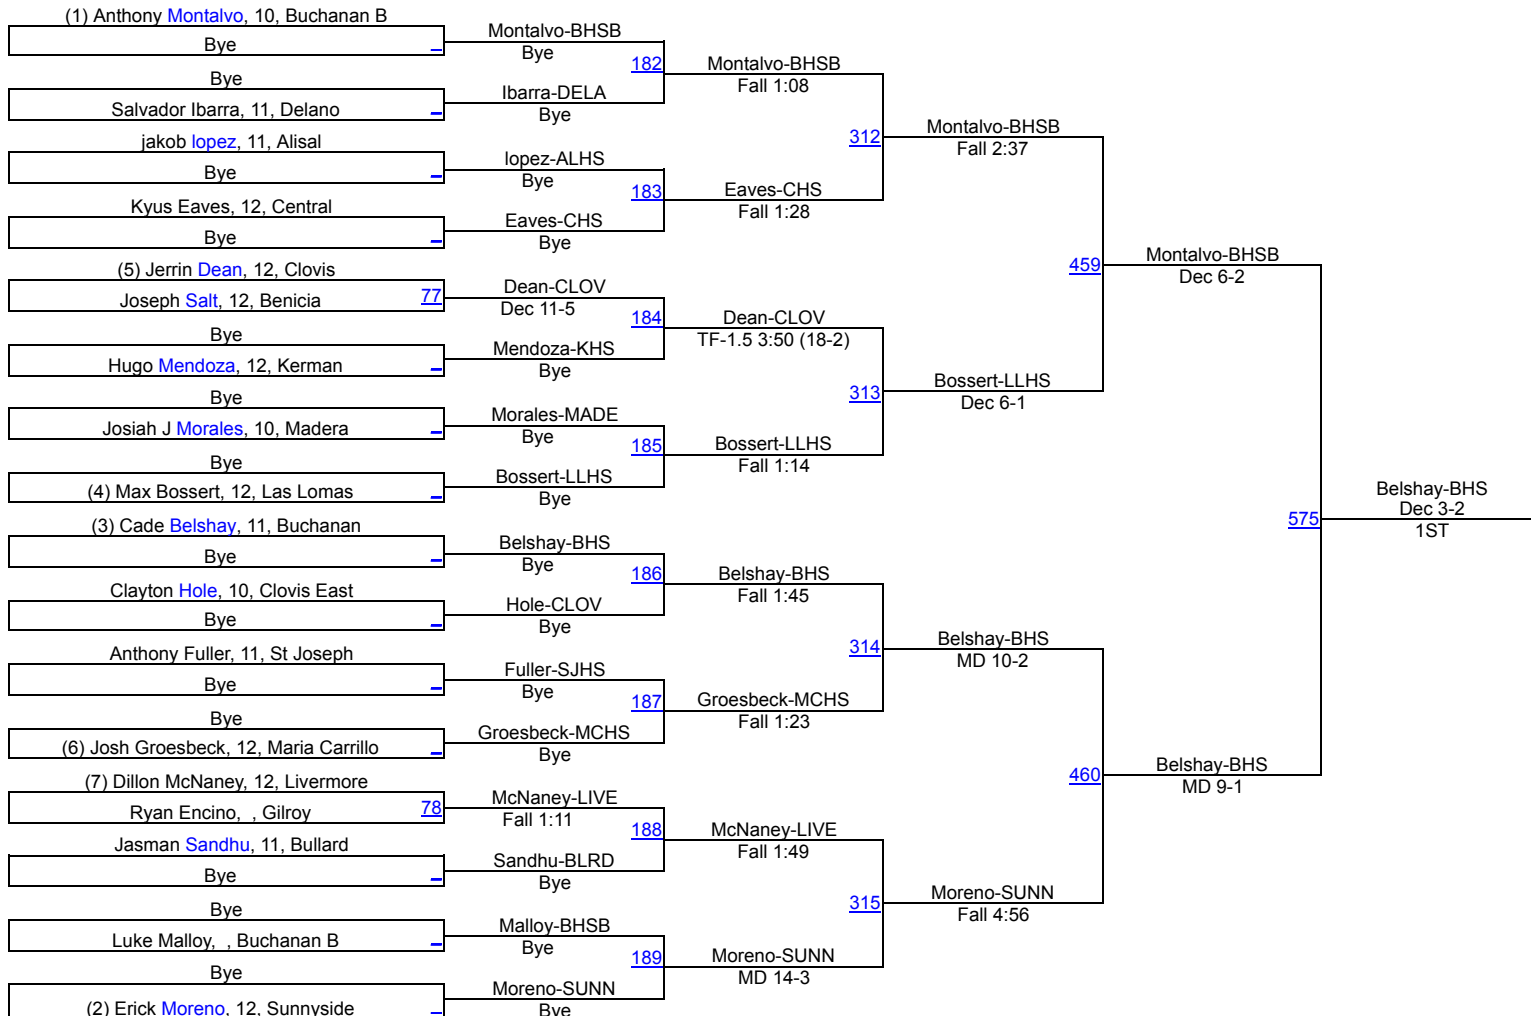 (1) Anthony Montalvo, 10, Buchanan B
Bye
Bye
Salvador Ibarra, 11, Delano
jakob lopez, 11, Alisal
Bye
Kyus Eaves, 12, Central
Bye
(5) Jerrin Dean, 12, Clovis
Joseph Salt, 12, Benicia
77
Bye
Hugo Mendoza, 12, Kerman
Bye
Josiah J Morales, 10, Madera
Bye
(4) Max Bossert, 12, Las Lomas
(3) Cade Belshay, 11, Buchanan
Bye
Clayton Hole, 10, Clovis East
Bye
Anthony Fuller, 11, St Joseph
Bye
Bye
(6) Josh Groesbeck, 12, Maria Carrillo
(7) Dillon McNaney, 12, Livermore
Ryan Encino, , Gilroy
78
Jasman Sandhu, 11, Bullard
Bye
Bye
Luke Malloy, , Buchanan B
Bye
(2) Erick Moreno, 12, Sunnyside
Montalvo-BHSB
Bye
182
Ibarra-DELA
Bye
lopez-ALHS
Bye
183
Eaves-CHS
Bye
Dean-CLOV
Dec 11-5
184
Mendoza-KHS
Bye
Morales-MADE
Bye
185
Bossert-LLHS
Bye
Belshay-BHS
Bye
186
Hole-CLOV
Bye
Fuller-SJHS
Bye
187
Groesbeck-MCHS
Bye
McNaney-LIVE
Fall 1:11
188
Sandhu-BLRD
Bye
Malloy-BHSB
Bye
189
Moreno-SUNN
Bye
Montalvo-BHSB
Fall 1:08
312
Eaves-CHS
Fall 1:28
Dean-CLOV
TF-1.5 3:50 (18-2)
313
Bossert-LLHS
Fall 1:14
Belshay-BHS
Fall 1:45
314
Groesbeck-MCHS
Fall 1:23
McNaney-LIVE
Fall 1:49
315
Moreno-SUNN
MD 14-3
Montalvo-BHSB
Fall 2:37
459
Bossert-LLHS
Dec 6-1
Belshay-BHS
MD 10-2
460
Moreno-SUNN
Fall 4:56
Montalvo-BHSB
Dec 6-2
575
Belshay-BHS
MD 9-1
Belshay-BHS
Dec 3-2
1ST